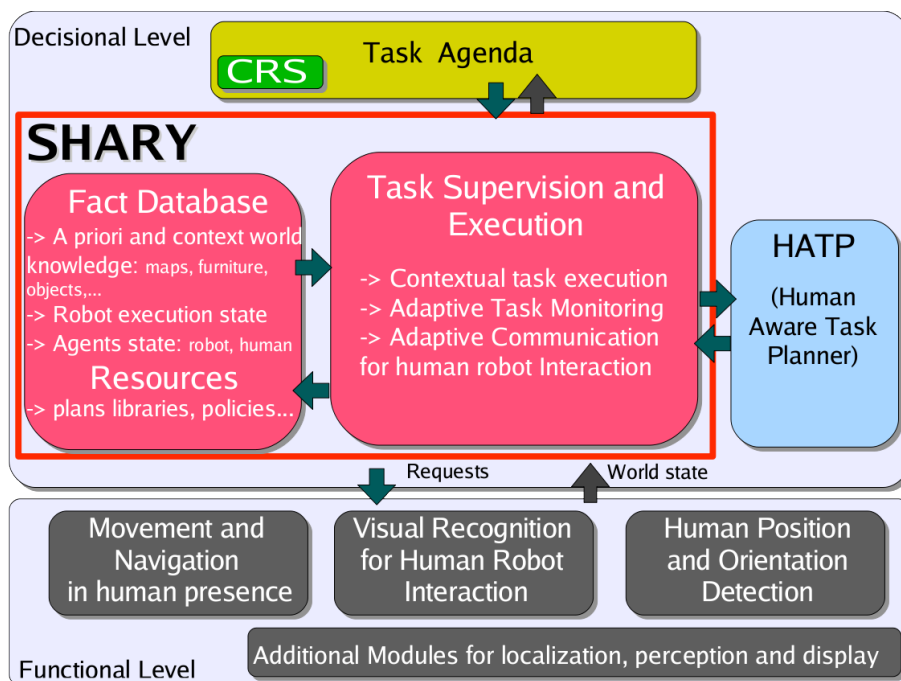 Decisional Level
Task Agenda
CRS
SHARY
Fact Database
-> A priori and context world
knowledge: maps, furniture,
objects,...
-> Robot execution state
-> Agents state: robot, human
Resources
-> plans libraries, policies...
Task Supervision and
Execution
-> Contextual task execution
-> Adaptive Task Monitoring
-> Adaptive Communication
for human robot Interaction
HATP
(Human
Aware Task
Planner)
Requests
World state
Movement and
Navigation
in human presence
Visual Recognition
for Human Robot
Interaction
Human Position
and Orientation
Detection
Additional Modules for localization, perception and display
Functional Level